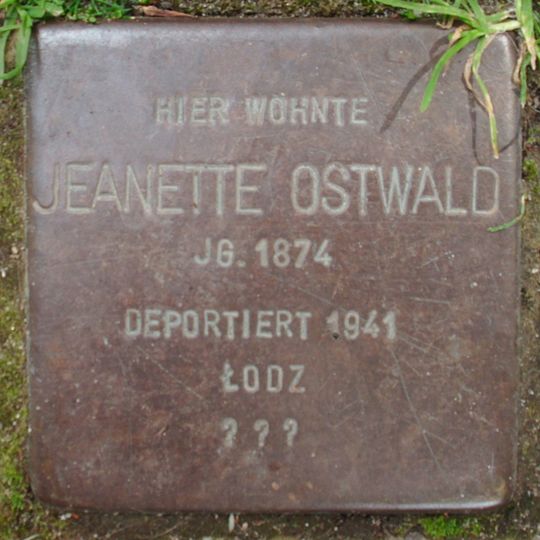 HIER WOHNTE
JEANETTE OSTWALD
JG. 1874
DEPORTIERT 1941
ŁODZ
? ? ?